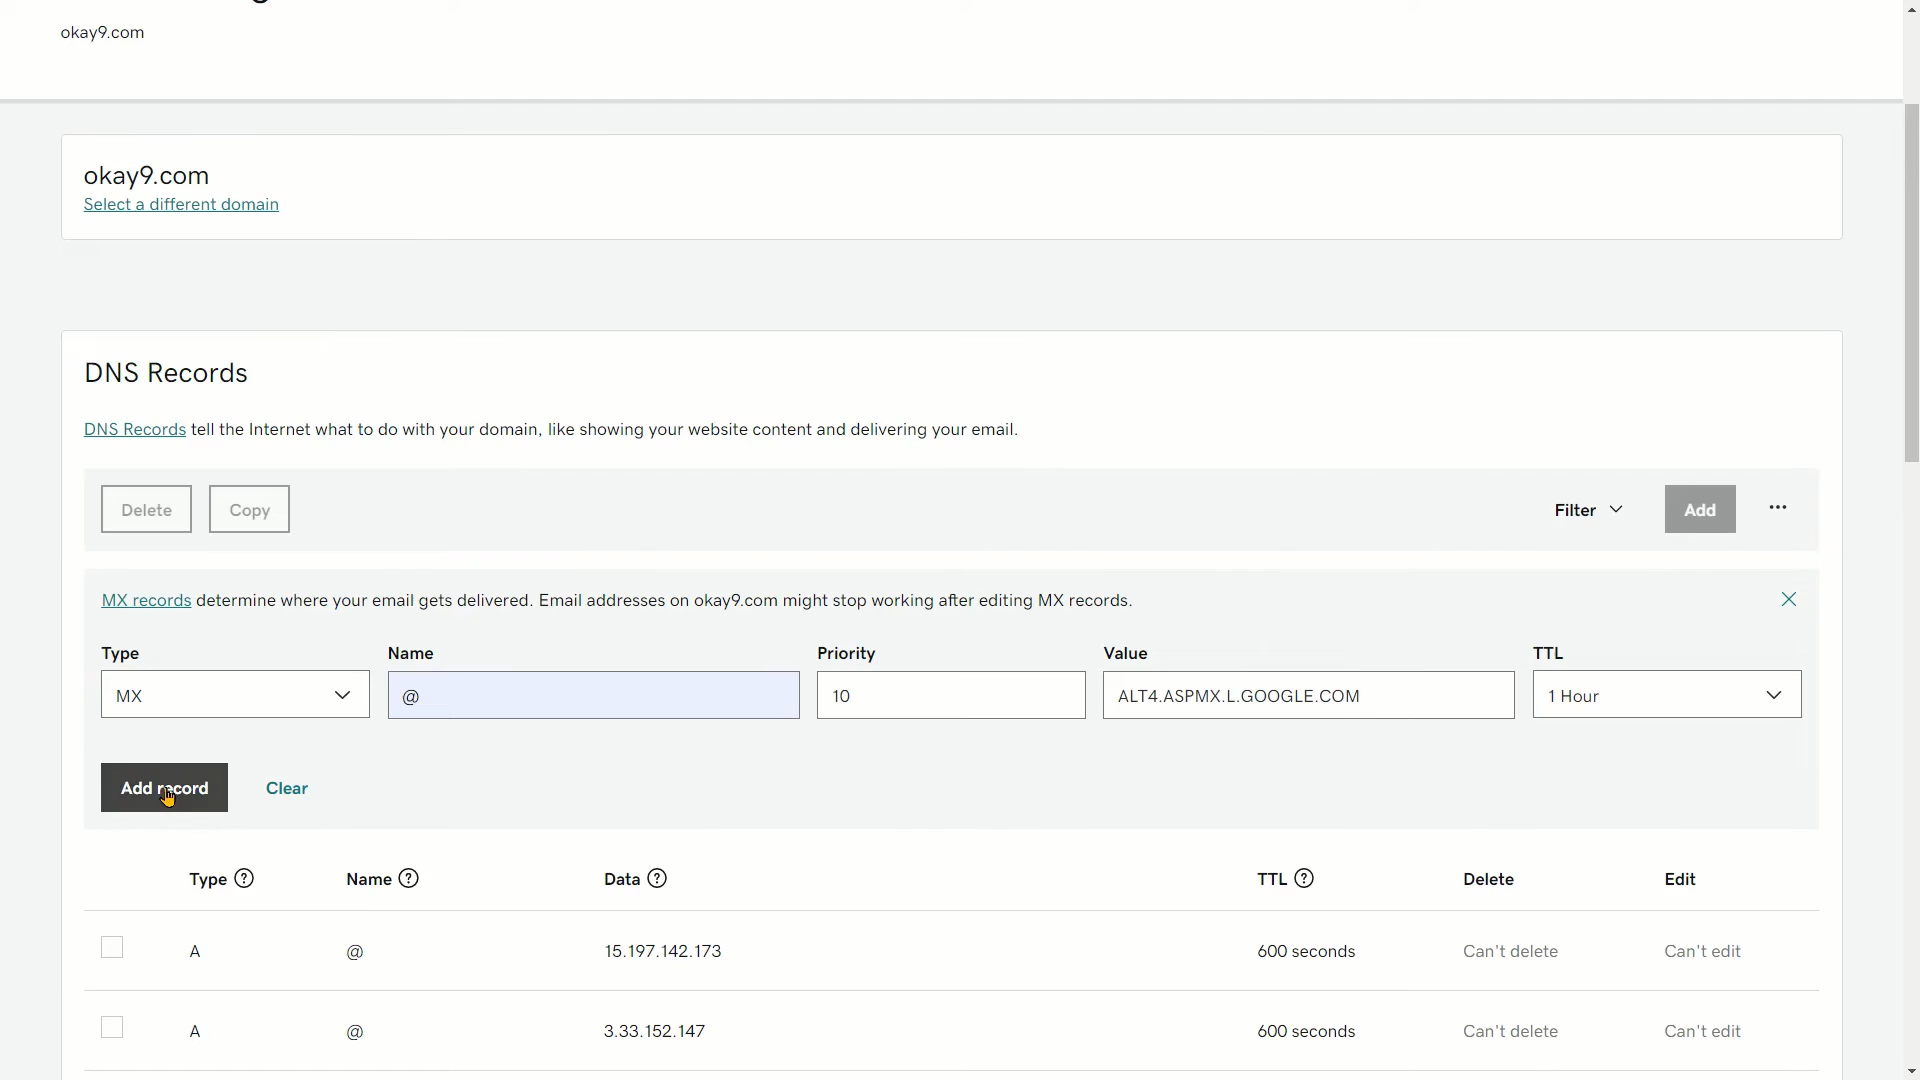 okay9.com
okay9.com
Select a different domain
DNS Records
DNS Records tell the Internet what to do with your domain, like showing your website content and delivering your email.
Delete Copy Filter Add ...
MX records determine where your email gets delivered. Email addresses on okay9.com might stop working after editing MX records.
Type Name Priority Value TTL
MX @ 10 ALT4.ASPMX.L.GOOGLE.COM 1 Hour
Add record Clear
Type ? Name ? Data ? TTL ? Delete Edit
A @ 15.197.142.173 600 seconds Can't delete Can't edit
A @ 3.33.152.147 600 seconds Can't delete Can't edit